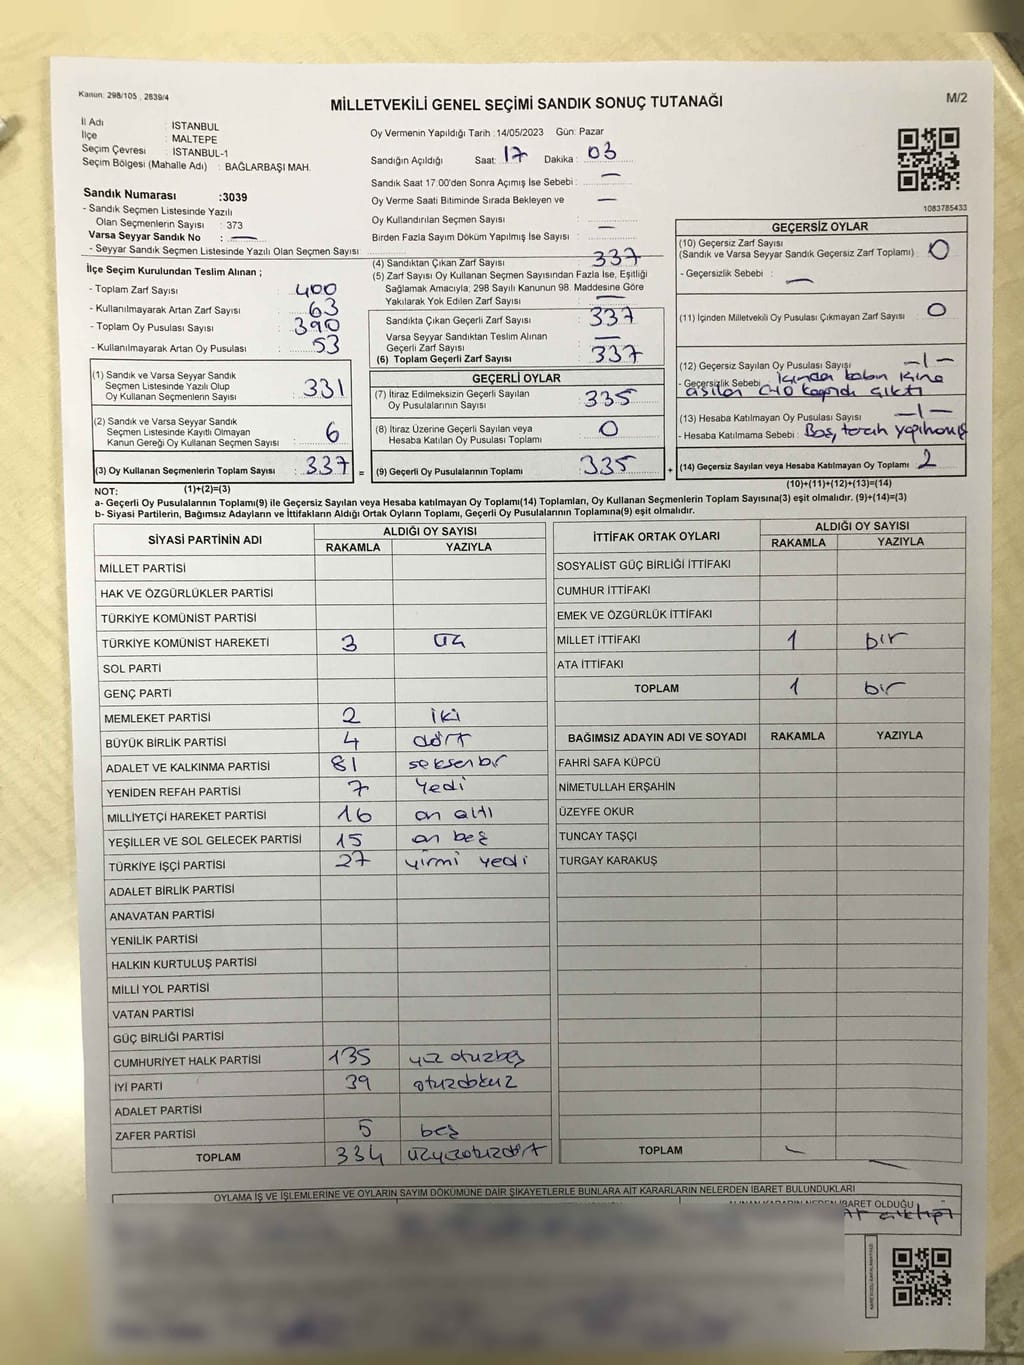 Kanun: 298/105 , 2839/4
MİLLETVEKİLİ GENEL SEÇİMİ SANDIK SONUÇ TUTANAĞI
M/2
İl Adı : İSTANBUL
İlçe : MALTEPE
Seçim Çevresi : İSTANBUL-1
Seçim Bölgesi (Mahalle Adı) : BAĞLARBAŞI MAH.
Oy Vermenin Yapıldığı Tarih :14/05/2023 Gün: Pazar
Sandığın Açıldığı Saat: 17 Dakika : 03
Sandık Saat 17:00'den Sonra Açımış İse Sebebi : —
Oy Verme Saati Bitiminde Sırada Bekleyen ve —
Oy Kullandırılan Seçmen Sayısı :
Birden Fazla Sayım Döküm Yapılmış İse Sayısı : —
1083785433
Sandık Numarası :3039
- Sandık Seçmen Listesinde Yazılı
Olan Seçmenlerin Sayısı : 373
Varsa Seyyar Sandık No : —
- Seyyar Sandık Seçmen Listesinde Yazılı Olan Seçmen Sayısı
İlçe Seçim Kurulundan Teslim Alınan ;
- Toplam Zarf Sayısı : 400
- Kullanılmayarak Artan Zarf Sayısı : 63
- Toplam Oy Pusulası Sayısı : 390
- Kullanılmayarak Artan Oy Pusulası : 53
(1) Sandık ve Varsa Seyyar Sandık
Seçmen Listesinde Yazılı Olup
Oy Kullanan Seçmenlerin Sayısı : 331
(2) Sandık ve Varsa Seyyar Sandık
Seçmen Listesinde Kayıtlı Olmayan
Kanun Gereği Oy Kullanan Seçmen Sayısı : 6
(3) Oy Kullanan Seçmenlerin Toplam Sayısı : 337 =
(4) Sandıktan Çıkan Zarf Sayısı : 337
(5) Zarf Sayısı Oy Kullanan Seçmen Sayısından Fazla İse, Eşitliği
Sağlamak Amacıyla; 298 Sayılı Kanunun 98. Maddesine Göre
Yakılarak Yok Edilen Zarf Sayısı : —
Sandıkta Çıkan Geçerli Zarf Sayısı : 337
Varsa Seyyar Sandıktan Teslim Alınan
Geçerli Zarf Sayısı : —
(6) Toplam Geçerli Zarf Sayısı : 337
GEÇERLİ OYLAR
(7) İtiraz Edilmeksizin Geçerli Sayılan
Oy Pusulalarının Sayısı : 335
(8) İtiraz Üzerine Geçerli Sayılan veya
Hesaba Katılan Oy Pusulası Toplamı : 0
(9) Geçerli Oy Pusulalarının Toplamı : 335 +
GEÇERSİZ OYLAR
(10) Geçersiz Zarf Sayısı
(Sandık ve Varsa Seyyar Sandık Geçersiz Zarf Toplamı) : 0
- Geçersizlik Sebebi : —
(11) İçinden Milletvekili Oy Pusulası Çıkmayan Zarf Sayısı : 0
(12) Geçersiz Sayılan Oy Pusulası Sayısı : —1—
- Geçersizlik Sebebi İçinden kabin içine
asılan kağıdı çıktı
(13) Hesaba Katılmayan Oy Pusulası Sayısı : —1—
- Hesaba Katılmama Sebebi : Boş, tercih yapılmamış
(14) Geçersiz Sayılan veya Hesaba Katılmayan Oy Toplamı : 2
NOT: (1)+(2)=(3)
(10)+(11)+(12)+(13)=(14)
a- Geçerli Oy Pusulalarının Toplamı(9) ile Geçersiz Sayılan veya Hesaba katılmayan Oy Toplamı(14) Toplamları, Oy Kullanan Seçmenlerin Toplam Sayısına(3) eşit olmalıdır. (9)+(14)=(3)
b- Siyasi Partilerin, Bağımsız Adayların ve İttifakların Aldığı Ortak Oyların Toplamı, Geçerli Oy Pusulalarının Toplamına(9) eşit olmalıdır.
SİYASİ PARTİNİN ADI ALDIĞI OY SAYISI
RAKAMLA YAZIYLA
MİLLET PARTİSİ
HAK VE ÖZGÜRLÜKLER PARTİSİ
TÜRKİYE KOMÜNİST PARTİSİ
TÜRKİYE KOMÜNİST HAREKETİ 3 üç
SOL PARTİ
GENÇ PARTİ
MEMLEKET PARTİSİ 2 iki
BÜYÜK BİRLİK PARTİSİ 4 dört
ADALET VE KALKINMA PARTİSİ 81 seksenbir
YENİDEN REFAH PARTİSİ 7 yedi
MİLLİYETÇİ HAREKET PARTİSİ 16 on altı
YEŞİLLER VE SOL GELECEK PARTİSİ 15 on beş
TÜRKİYE İŞÇİ PARTİSİ 27 yirmi yedi
ADALET BİRLİK PARTİSİ
ANAVATAN PARTİSİ
YENİLİK PARTİSİ
HALKIN KURTULUŞ PARTİSİ
MİLLİ YOL PARTİSİ
VATAN PARTİSİ
GÜÇ BİRLİĞİ PARTİSİ
CUMHURİYET HALK PARTİSİ 135 yüz otuzbeş
İYİ PARTİ 39 otuzdokuz
ADALET PARTİSİ
ZAFER PARTİSİ 5 beş
TOPLAM 334 üçyüzotuzdört
İTTİFAK ORTAK OYLARI ALDIĞI OY SAYISI
RAKAMLA YAZIYLA
SOSYALİST GÜÇ BİRLİĞİ İTTİFAKI
CUMHUR İTTİFAKI
EMEK VE ÖZGÜRLÜK İTTİFAKI
MİLLET İTTİFAKI 1 bir
ATA İTTİFAKI
TOPLAM 1 bir
BAĞIMSIZ ADAYIN ADI VE SOYADI RAKAMLA YAZIYLA
FAHRİ SAFA KÜPCÜ
NİMETULLAH ERŞAHİN
ÜZEYFE OKUR
TUNCAY TAŞÇI
TURGAY KARAKUŞ
TOPLAM — —
OYLAMA İŞ VE İŞLEMLERİNE VE OYLARIN SAYIM DÖKÜMÜNE DAİR ŞİKAYETLERLE BUNLARA AİT KARARLARIN NELERDEN İBARET BULUNDUKLARI
İBARET OLDUĞU